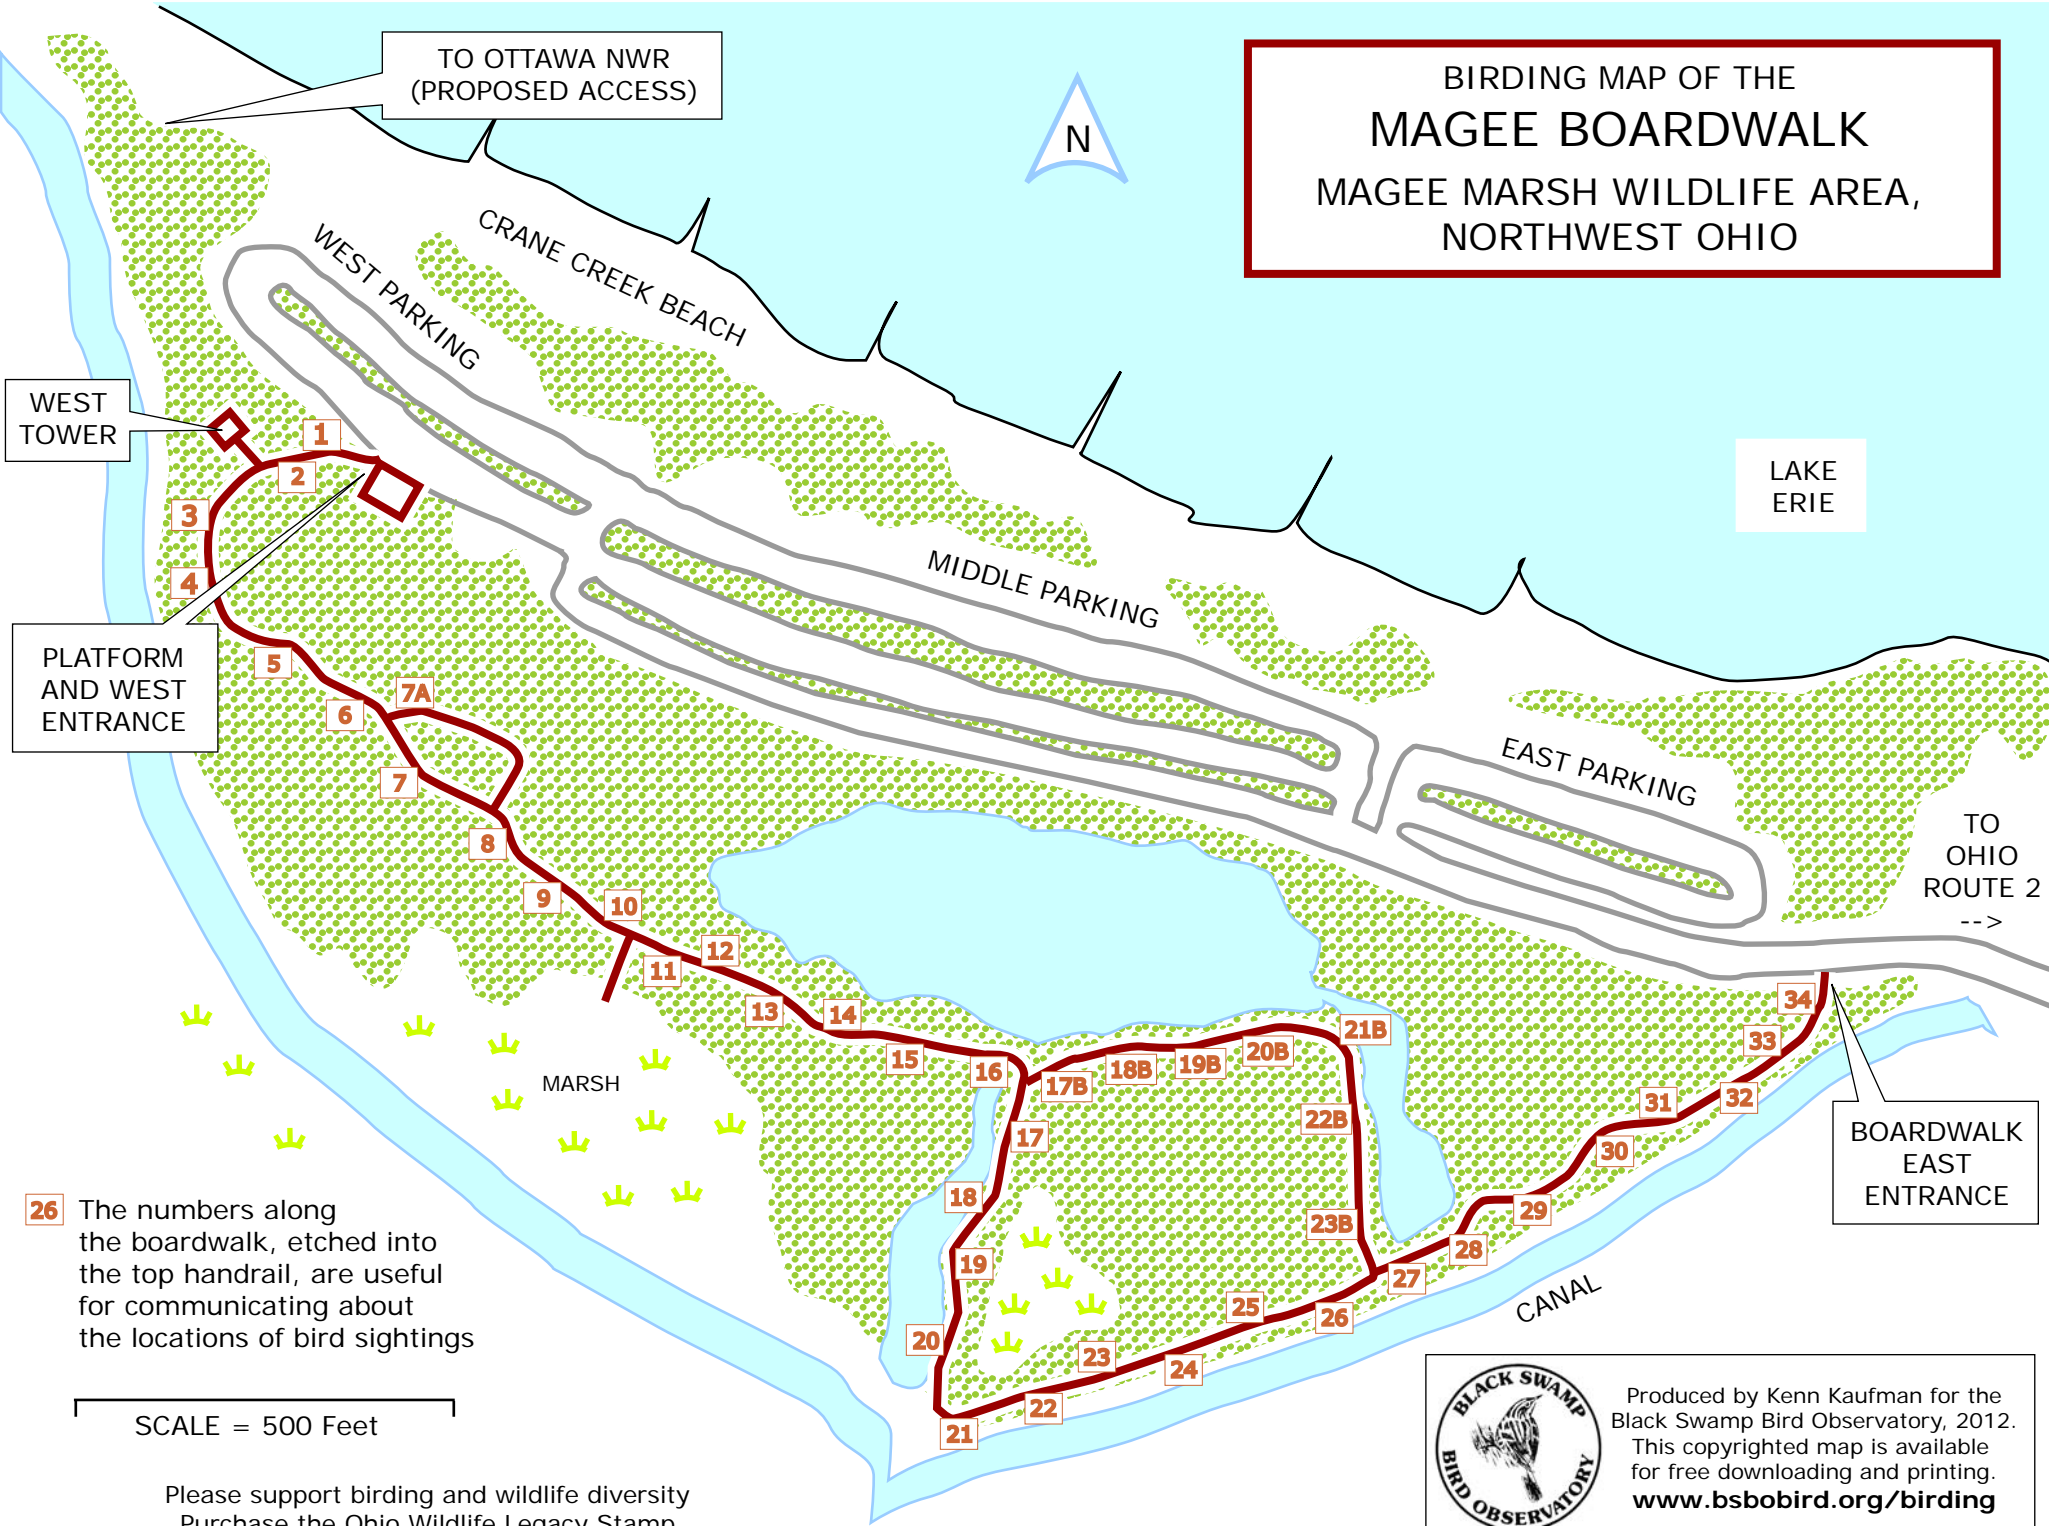 TO OTTAWA NWR
(PROPOSED ACCESS)
N
BIRDING MAP OF THE
MAGEE BOARDWALK
MAGEE MARSH WILDLIFE AREA,
NORTHWEST OHIO
WEST PARKING
CRANE CREEK BEACH
WEST
TOWER
LAKE
ERIE
MIDDLE PARKING
PLATFORM
AND WEST
ENTRANCE
EAST PARKING
TO
OHIO
ROUTE 2
-->
1
2
3
4
5
6
7A
7
8
9
10
11
12
13
14
15
16
17B
18B
19B
20B
21B
22B
23B
17
18
19
20
21
22
23
24
25
26
27
28
29
30
31
32
33
34
MARSH
BOARDWALK
EAST
ENTRANCE
CANAL
26 The numbers along
the boardwalk, etched into
the top handrail, are useful
for communicating about
the locations of bird sightings
SCALE = 500 Feet
Please support birding and wildlife diversity
Purchase the Ohio Wildlife Legacy Stamp
BLACK SWAMP
BIRD OBSERVATORY
Produced by Kenn Kaufman for the
Black Swamp Bird Observatory, 2012.
This copyrighted map is available
for free downloading and printing.
www.bsbobird.org/birding